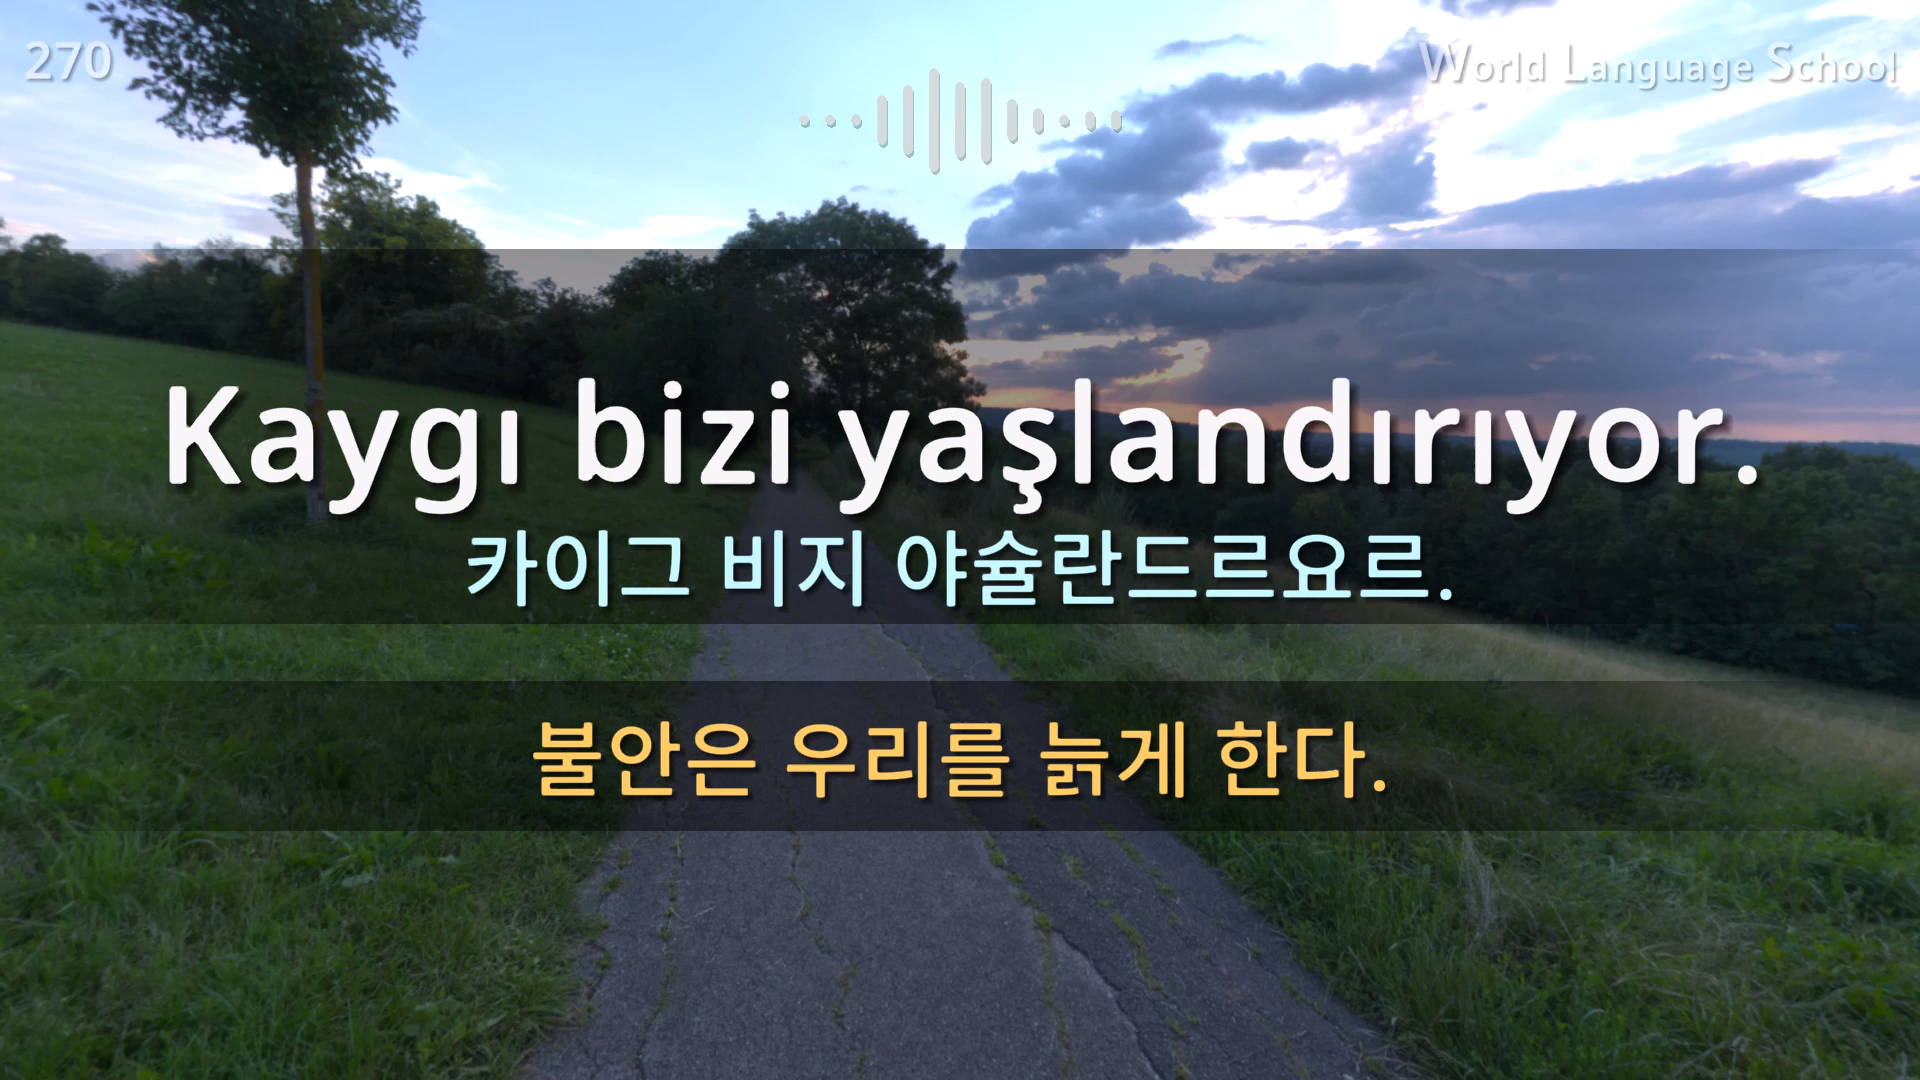 270
World Language School
Kaygı bizi yaşlandırıyor.
카이그 비지 야슐란드르요르.
불안은 우리를 늙게 한다.